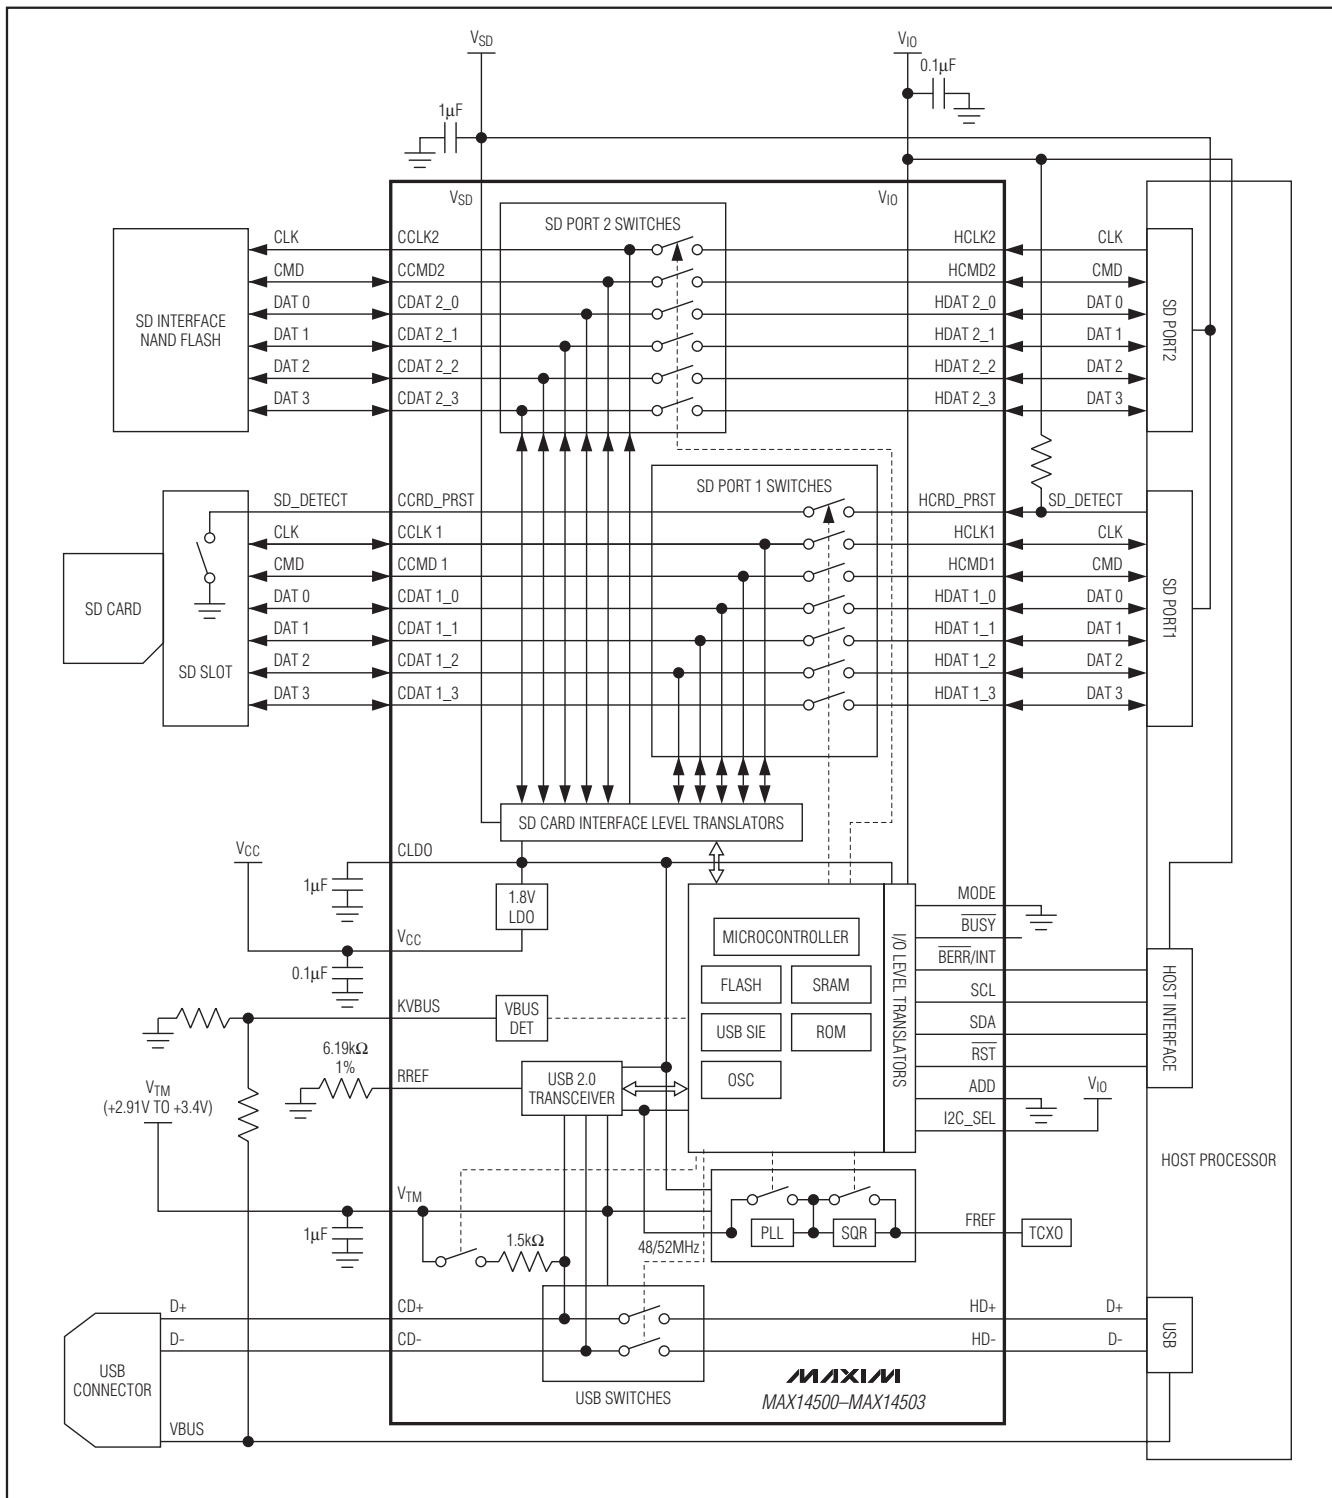 VSD
VIO
0.1µF
1µF
VSD
VIO
SD PORT 2 SWITCHES
SD INTERFACE
NAND FLASH
CLK
CCLK2
HCLK2
CLK
CMD
CCMD2
HCMD2
CMD
DAT 0
CDAT 2_0
HDAT 2_0
DAT 0
DAT 1
CDAT 2_1
HDAT 2_1
DAT 1
DAT 2
CDAT 2_2
HDAT 2_2
DAT 2
DAT 3
CDAT 2_3
HDAT 2_3
DAT 3
SD PORT2
SD PORT 1 SWITCHES
SD_DETECT
CCRD_PRST
HCRD_PRST
SD_DETECT
CLK
CCLK 1
HCLK1
CLK
CMD
CCMD 1
HCMD1
CMD
DAT 0
CDAT 1_0
HDAT 1_0
DAT 0
DAT 1
CDAT 1_1
HDAT 1_1
DAT 1
DAT 2
CDAT 1_2
HDAT 1_2
DAT 2
DAT 3
CDAT 1_3
HDAT 1_3
DAT 3
SD CARD
SD SLOT
SD PORT1
SD CARD INTERFACE LEVEL TRANSLATORS
VCC
CLDO
1µF
1.8V
LDO
VCC
0.1µF
MICROCONTROLLER
FLASH
SRAM
USB SIE
ROM
OSC
I/O LEVEL TRANSLATORS
MODE
BUSY
BERR/INT
SCL
SDA
RST
ADD
I2C_SEL
VIO
HOST INTERFACE
HOST PROCESSOR
KVBUS
VBUS
DET
6.19kΩ
1%
RREF
USB 2.0
TRANSCEIVER
VTM
(+2.91V TO +3.4V)
VTM
1µF
1.5kΩ
48/52MHz
PLL
SQR
FREF
TCXO
D+
CD+
HD+
D+
D-
CD-
HD-
D-
USB
USB
CONNECTOR
VBUS
USB SWITCHES
MAXIM
MAX14500–MAX14503